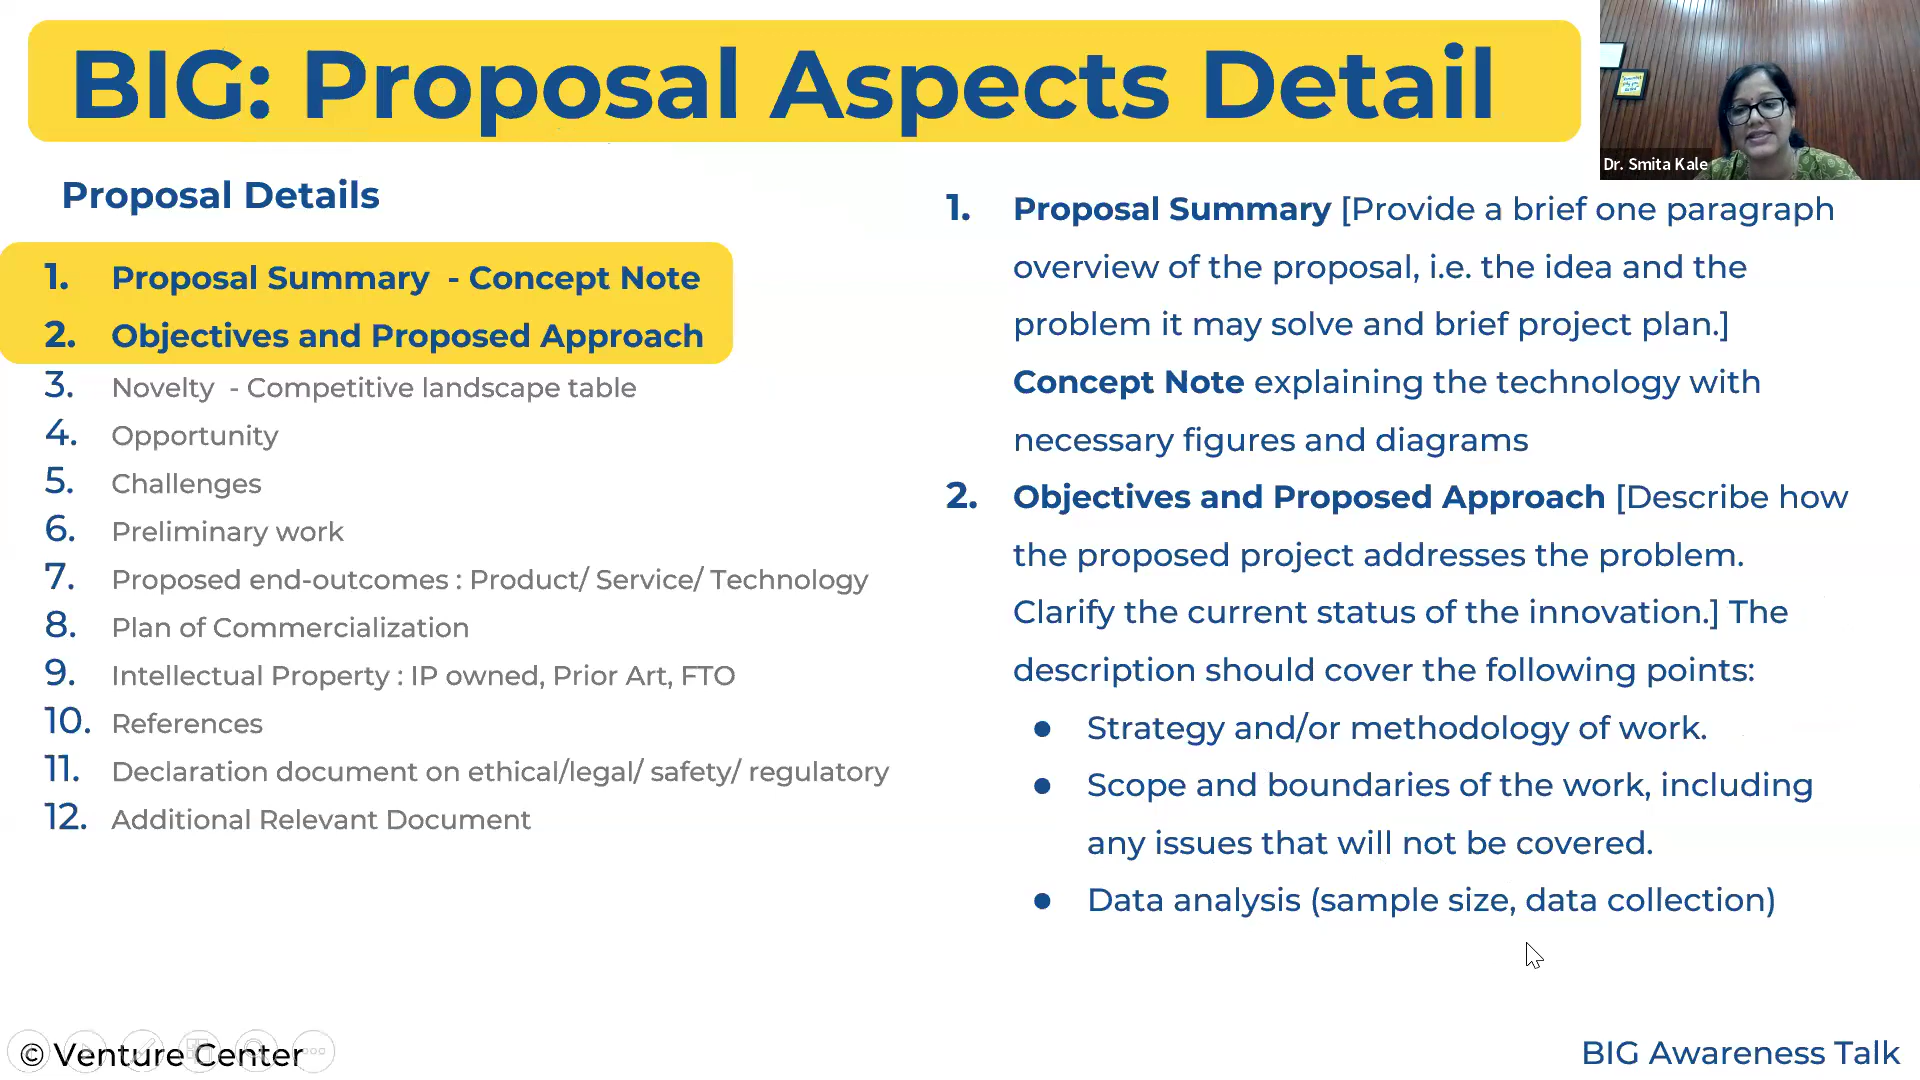 BIG: Proposal Aspects Detail
Dr. Smita Kale
Proposal Details
1. Proposal Summary - Concept Note
2. Objectives and Proposed Approach
3. Novelty - Competitive landscape table
4. Opportunity
5. Challenges
6. Preliminary work
7. Proposed end-outcomes : Product/ Service/ Technology
8. Plan of Commercialization
9. Intellectual Property : IP owned, Prior Art, FTO
10. References
11. Declaration document on ethical/legal/ safety/ regulatory
12. Additional Relevant Document
1. Proposal Summary [Provide a brief one paragraph
overview of the proposal, i.e. the idea and the
problem it may solve and brief project plan.]
Concept Note explaining the technology with
necessary figures and diagrams
2. Objectives and Proposed Approach [Describe how
the proposed project addresses the problem.
Clarify the current status of the innovation.] The
description should cover the following points:
● Strategy and/or methodology of work.
● Scope and boundaries of the work, including
any issues that will not be covered.
● Data analysis (sample size, data collection)
© Venture Center
BIG Awareness Talk